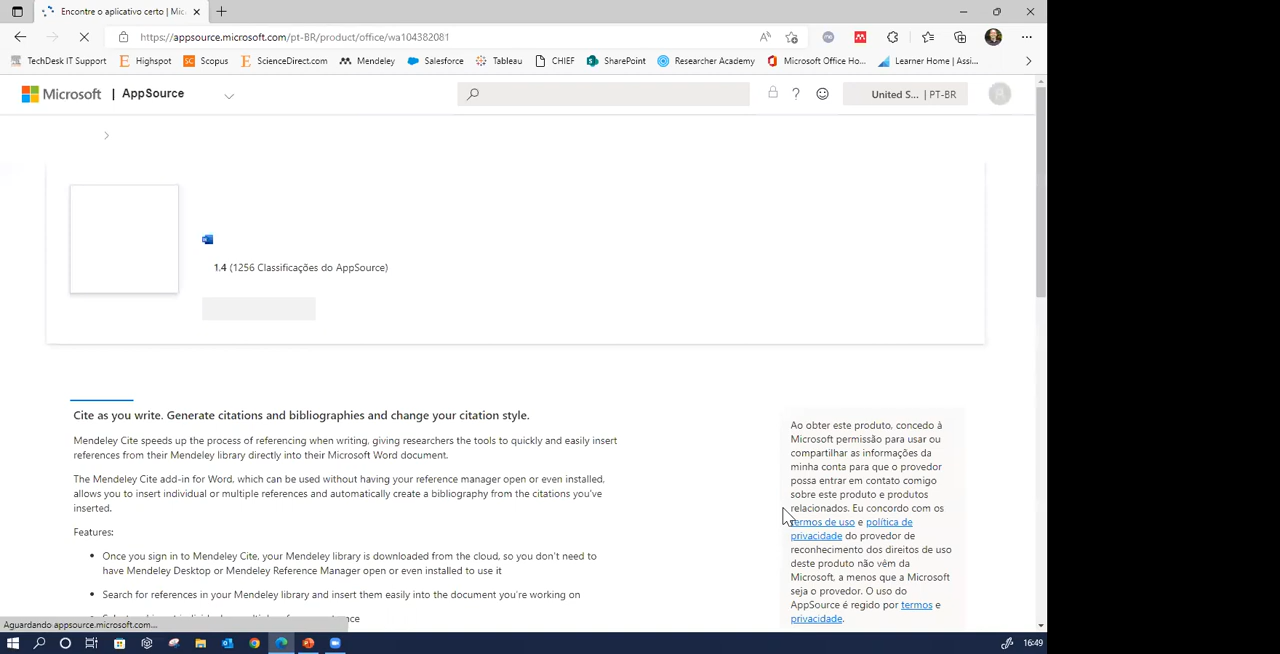 Encontre o aplicativo certo | Mic
https://appsource.microsoft.com/pt-BR/product/office/wa104382081
TechDesk IT Support Highspot Scopus ScienceDirect.com Mendeley Salesforce Tableau CHIEF SharePoint Researcher Academy Microsoft Office Ho... Learner Home | Assi...
Microsoft | AppSource United S... | PT-BR
1.4 (1256 Classificações do AppSource)
Cite as you write. Generate citations and bibliographies and change your citation style.
Mendeley Cite speeds up the process of referencing when writing, giving researchers the tools to quickly and easily insert
references from their Mendeley library directly into their Microsoft Word document.
The Mendeley Cite add-in for Word, which can be used without having your reference manager open or even installed,
allows you to insert individual or multiple references and automatically create a bibliography from the citations you've
inserted.
Features:
Once you sign in to Mendeley Cite, your Mendeley library is downloaded from the cloud, so you don't need to
have Mendeley Desktop or Mendeley Reference Manager open or even installed to use it
Search for references in your Mendeley library and insert them easily into the document you're working on
Ao obter este produto, concedo à
Microsoft permissão para usar ou
compartilhar as informações da
minha conta para que o provedor
possa entrar em contato comigo
sobre este produto e produtos
relacionados. Eu concordo com os
termos de uso e política de
privacidade do provedor de
reconhecimento dos direitos de uso
deste produto não vêm da
Microsoft, a menos que a Microsoft
seja o provedor. O uso do
AppSource é regido por termos e
privacidade.
Aguardando appsource.microsoft.com...
16:49